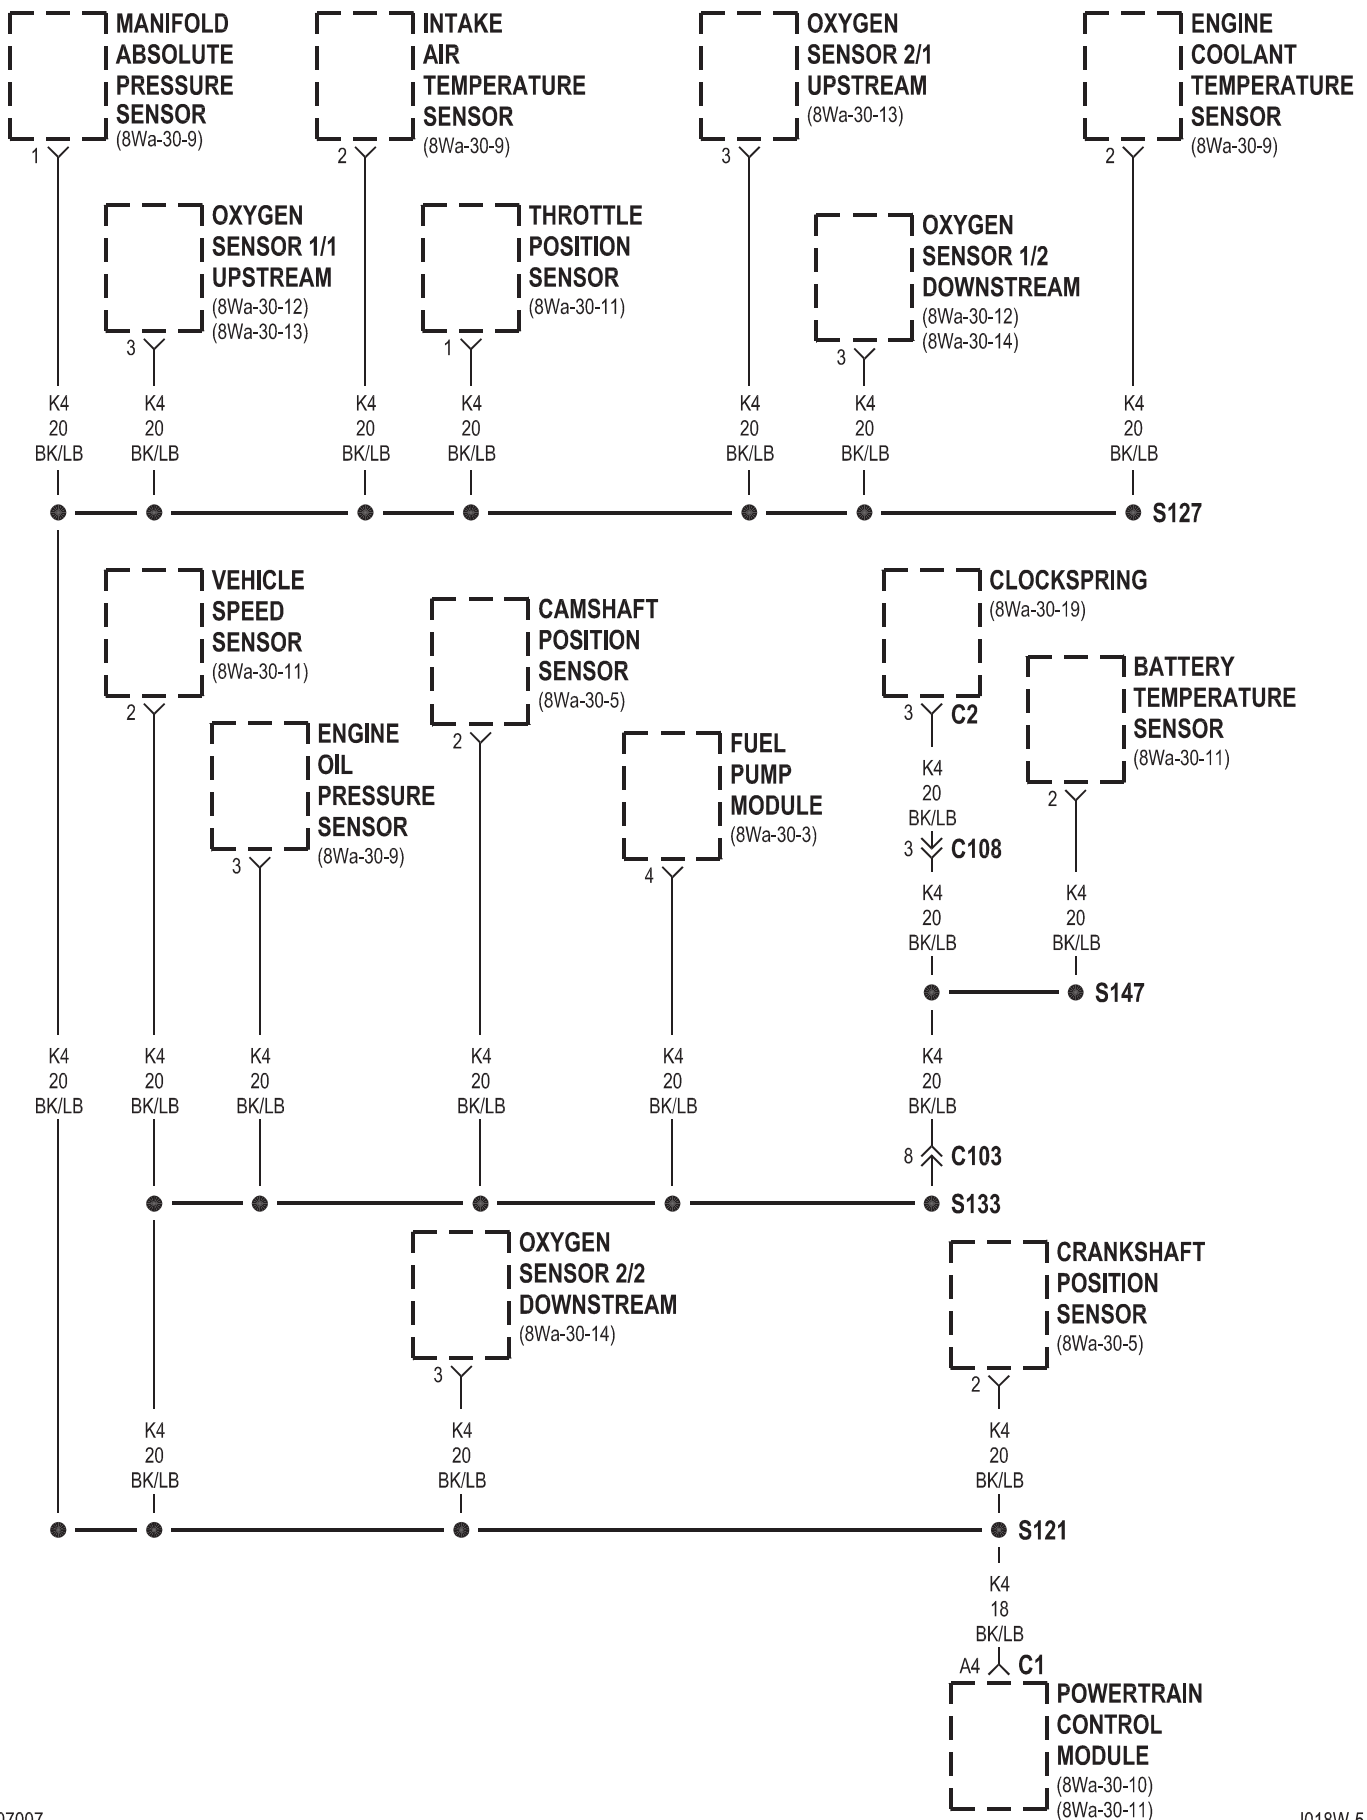 MANIFOLD
ABSOLUTE
PRESSURE
SENSOR
(8Wa-30-9)
1
INTAKE
AIR
TEMPERATURE
SENSOR
(8Wa-30-9)
2
OXYGEN
SENSOR 2/1
UPSTREAM
(8Wa-30-13)
3
ENGINE
COOLANT
TEMPERATURE
SENSOR
(8Wa-30-9)
2
OXYGEN
SENSOR 1/1
UPSTREAM
(8Wa-30-12)
(8Wa-30-13)
3
THROTTLE
POSITION
SENSOR
(8Wa-30-11)
1
OXYGEN
SENSOR 1/2
DOWNSTREAM
(8Wa-30-12)
(8Wa-30-14)
3
K4
20
BK/LB
K4
20
BK/LB
K4
20
BK/LB
K4
20
BK/LB
K4
20
BK/LB
K4
20
BK/LB
K4
20
BK/LB
S127
VEHICLE
SPEED
SENSOR
(8Wa-30-11)
2
ENGINE
OIL
PRESSURE
SENSOR
(8Wa-30-9)
3
CAMSHAFT
POSITION
SENSOR
(8Wa-30-5)
2
FUEL
PUMP
MODULE
(8Wa-30-3)
4
CLOCKSPRING
(8Wa-30-19)
3 C2
K4
20
BK/LB
3 C108
K4
20
BK/LB
BATTERY
TEMPERATURE
SENSOR
(8Wa-30-11)
2
K4
20
BK/LB
S147
K4
20
BK/LB
K4
20
BK/LB
K4
20
BK/LB
K4
20
BK/LB
K4
20
BK/LB
K4
20
BK/LB
8 C103
S133
OXYGEN
SENSOR 2/2
DOWNSTREAM
(8Wa-30-14)
3
CRANKSHAFT
POSITION
SENSOR
(8Wa-30-5)
2
K4
20
BK/LB
K4
20
BK/LB
K4
20
BK/LB
S121
K4
18
BK/LB
A4 C1
POWERTRAIN
CONTROL
MODULE
(8Wa-30-10)
(8Wa-30-11)